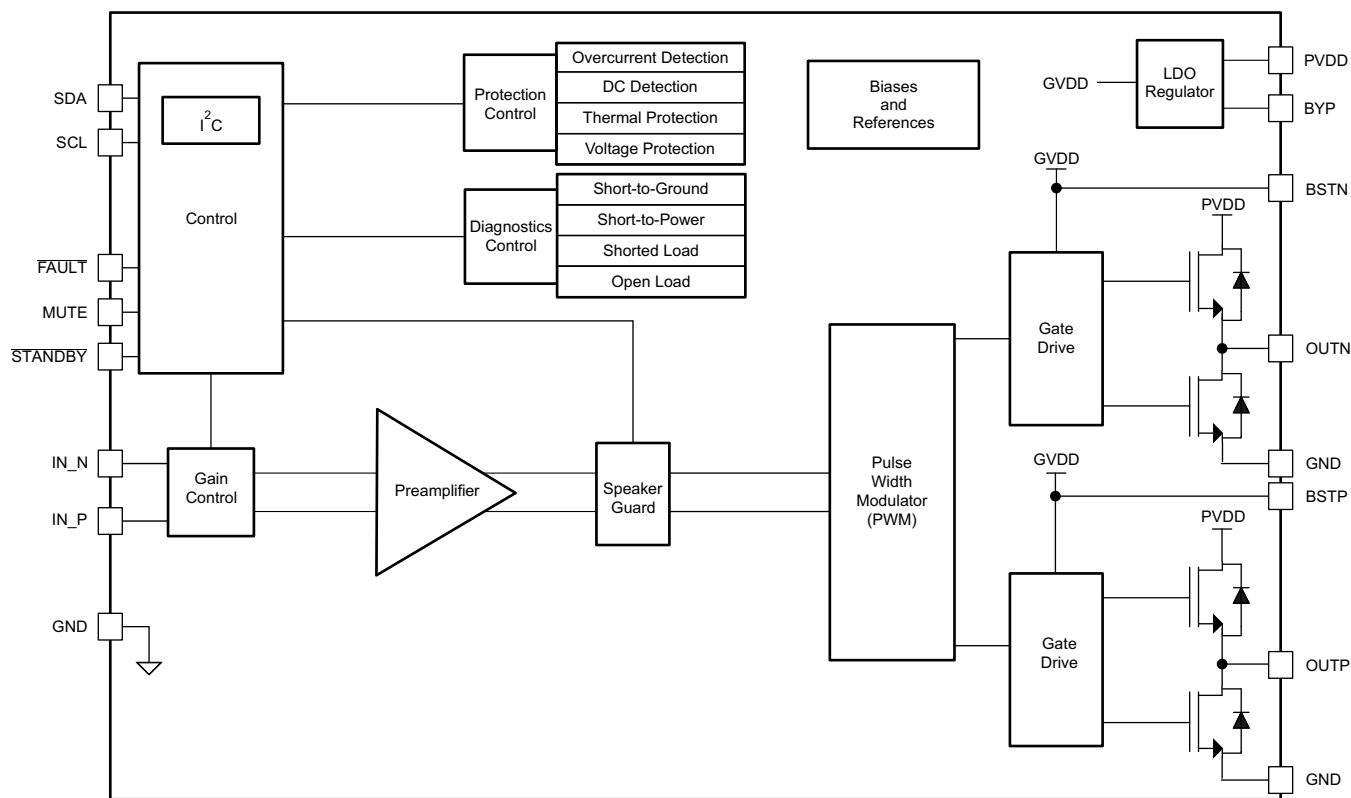 SDA
SCL
FAULT
MUTE
STANDBY
IN_N
IN_P
GND
I2C
Control
Protection
Control
Overcurrent Detection
DC Detection
Thermal Protection
Voltage Protection
Diagnostics
Control
Short-to-Ground
Short-to-Power
Shorted Load
Open Load
Biases
and
References
GVDD
LDO
Regulator
PVDD
BYP
Gain
Control
Preamplifier
Speaker
Guard
Pulse
Width
Modulator
(PWM)
GVDD
BSTN
PVDD
Gate
Drive
OUTN
GND
GVDD
BSTP
PVDD
Gate
Drive
OUTP
GND